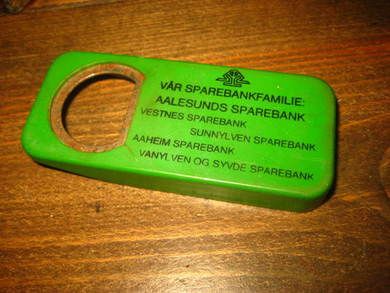 VÅR SPAREBANKFAMILIE:
AALESUNDS SPAREBANK
VESTNES SPAREBANK
SUNNYLVEN SPAREBANK
AAHEIM SPAREBANK
VANYLVEN OG SYVDE SPAREBANK